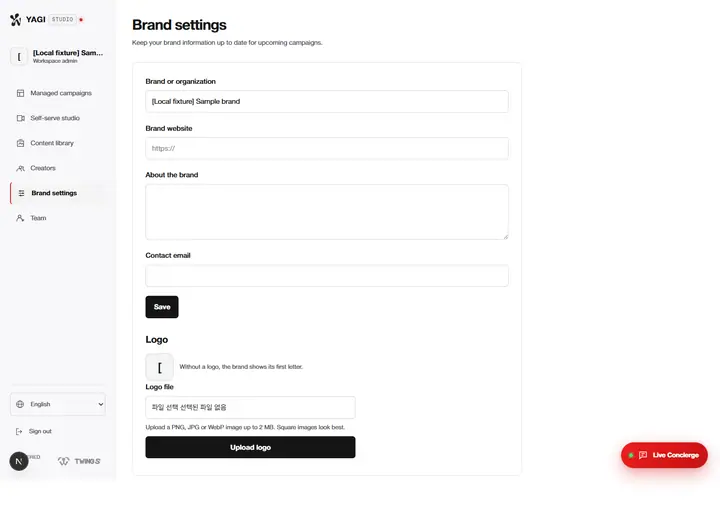 YAGI STUDIO
[
[Local fixture] Sam...
Workspace admin
Managed campaigns
Self-serve studio
Content library
Creators
Brand settings
Team
English
Sign out
N
TWINGS
Brand settings
Keep your brand information up to date for upcoming campaigns.
Brand or organization
[Local fixture] Sample brand
Brand website
https://
About the brand
Contact email
Save
Logo
[
Without a logo, the brand shows its first letter.
Logo file
파일 선택 선택된 파일 없음
Upload a PNG, JPG or WebP image up to 2 MB. Square images look best.
Upload logo
Live Concierge